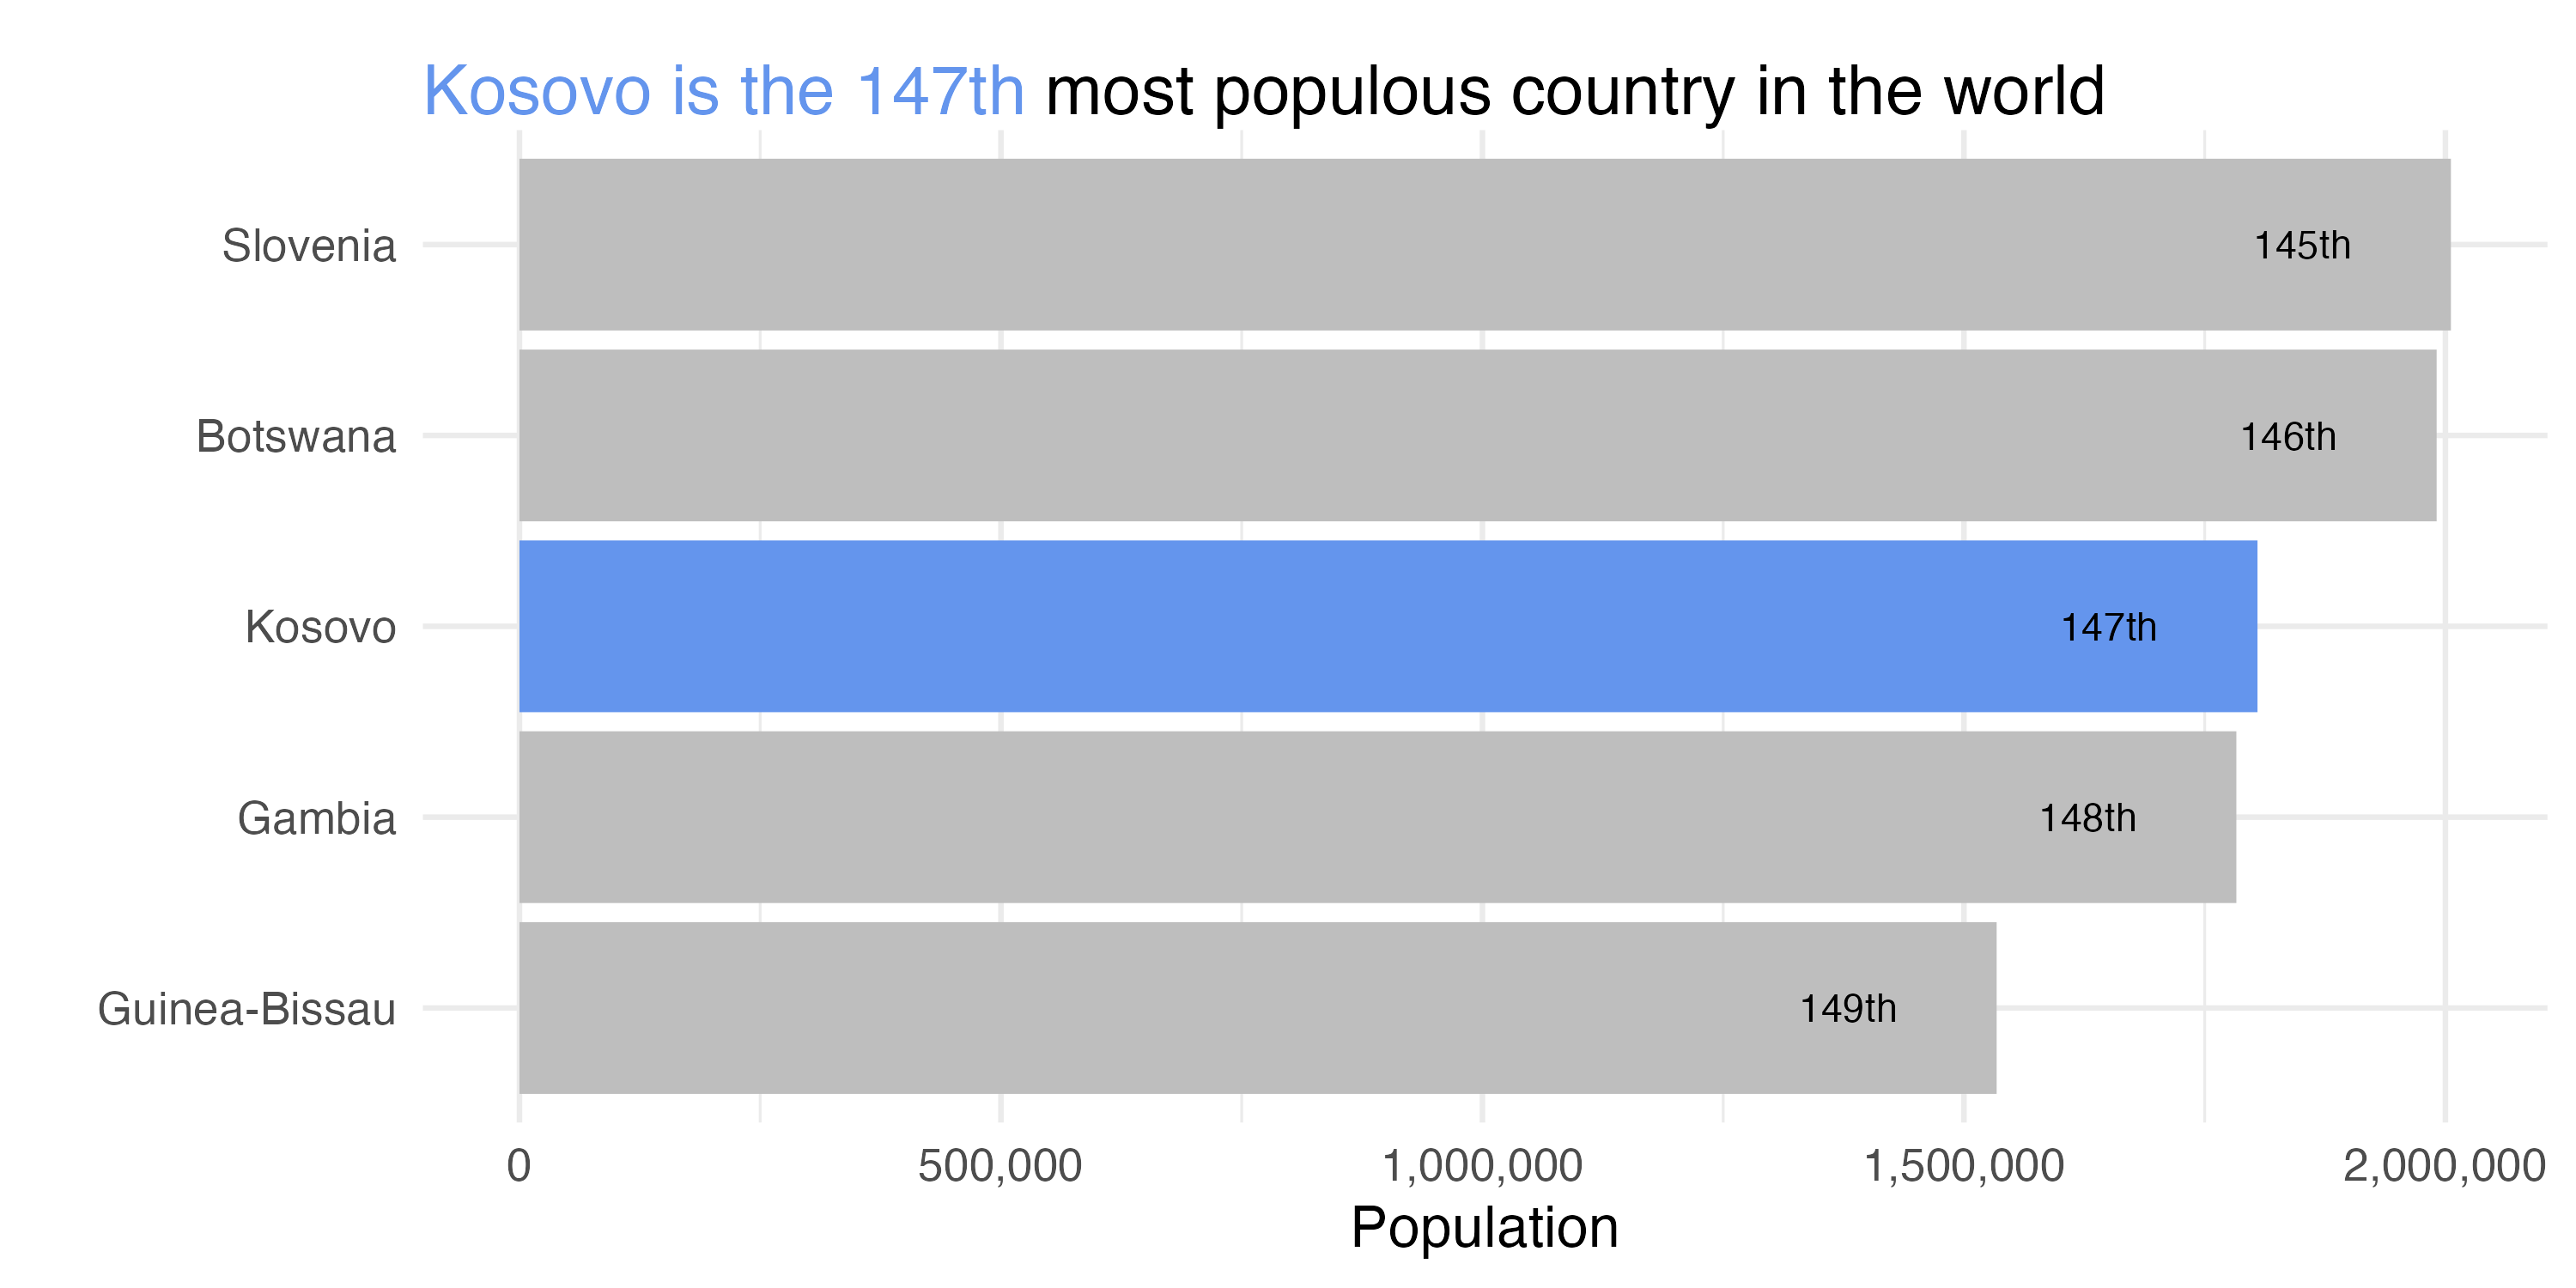 Kosovo is the 147th most populous country in the world
Slovenia 145th
Botswana 146th
Kosovo 147th
Gambia 148th
Guinea-Bissau 149th
0 500,000 1,000,000 1,500,000 2,000,000
Population